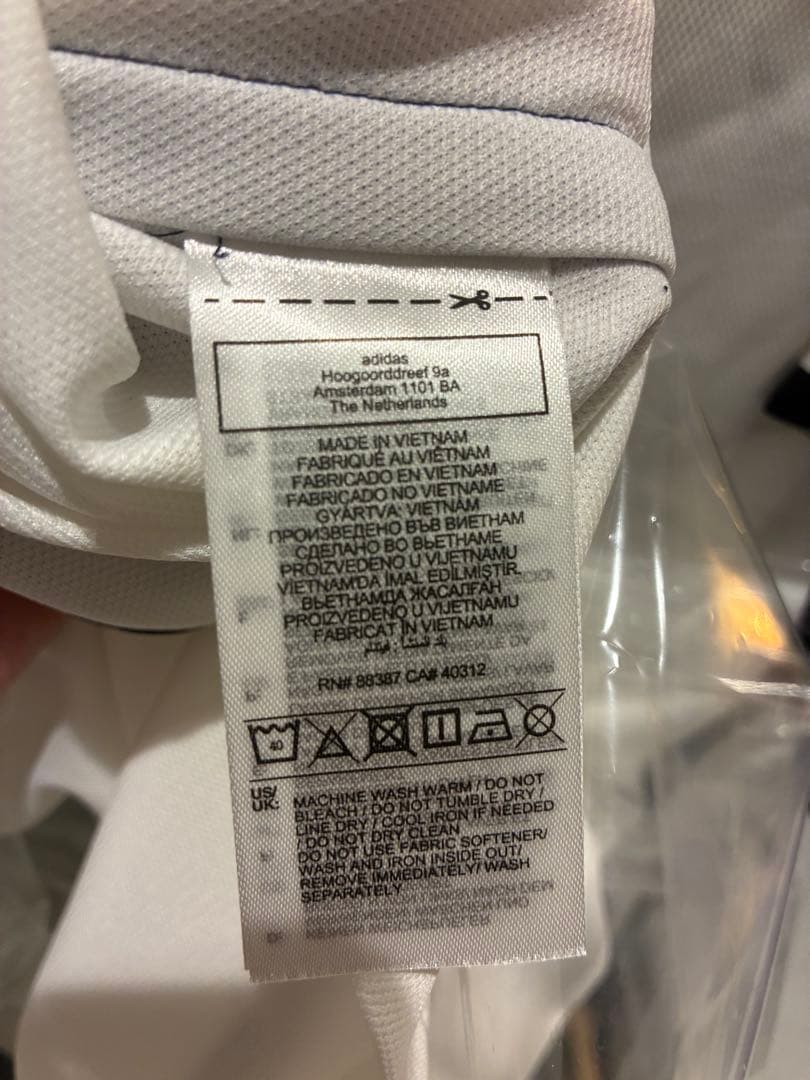 adidas
Hoogoorddreef 9a
Amsterdam 1101 BA
The Netherlands
MADE IN VIETNAM
FABRIQUÉ AU VIÊTNAM
FABRICADO EN VIETNAM
FABRICADO NO VIETNAME
GYÁRTVA: VIETNÁM
ПРОИЗВЕДЕНО ВЪВ ВИЕТНАМ
СДЕЛАНО ВО ВЬЕТНАМЕ
PROIZVEDENO U VIJETNAMU
VIETNAM'DA IMAL EDİLMİŞTİR.
ВЬЕТНАМДА ЖАСАЛҒАН
PROIZVEDENO U VIJETNAMU
FABRICAT ÎN VIETNAM
RN# 88387 CA# 40312
40
US/
UK:
MACHINE WASH WARM / DO NOT
BLEACH / DO NOT TUMBLE DRY /
LINE DRY / COOL IRON IF NEEDED
/ DO NOT DRY CLEAN
DO NOT USE FABRIC SOFTENER/
WASH AND IRON INSIDE OUT/
REMOVE IMMEDIATELY/ WASH
SEPARATELY